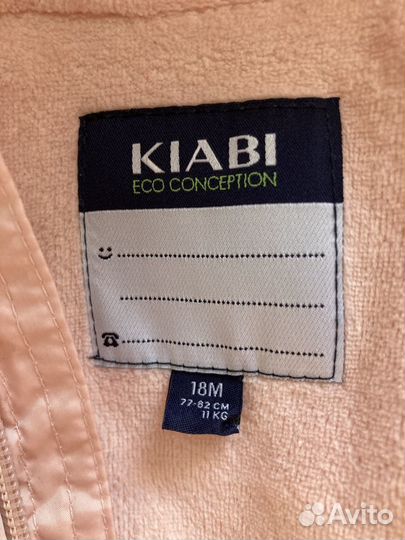 KIABI
ECO CONCEPTION
18M
77-82 CM
11 KG
Avito